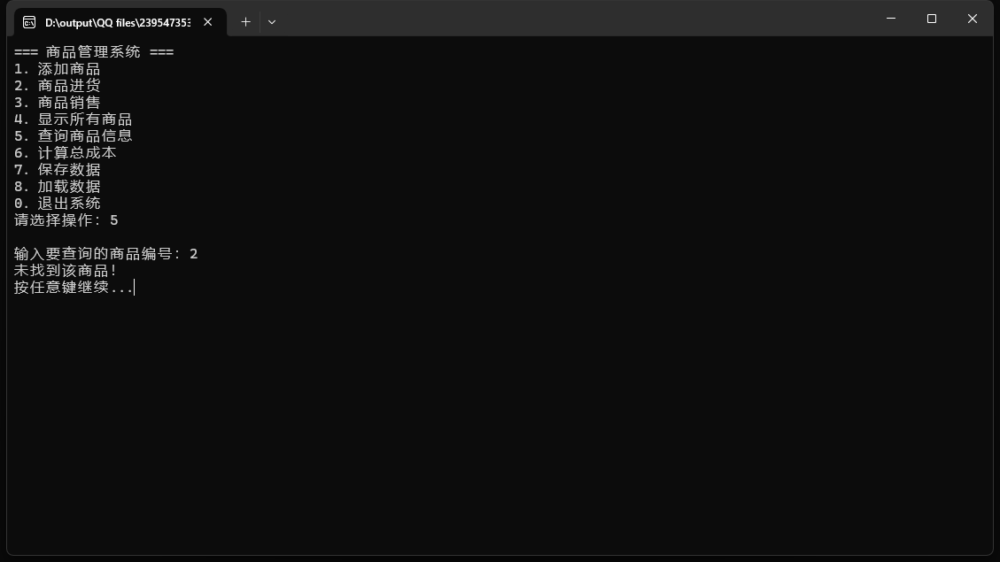 D:\output\QQ files\239547353
=== 商品管理系统 ===
1. 添加商品
2. 商品进货
3. 商品销售
4. 显示所有商品
5. 查询商品信息
6. 计算总成本
7. 保存数据
8. 加载数据
0. 退出系统
请选择操作: 5
输入要查询的商品编号: 2
未找到该商品!
按任意键继续...